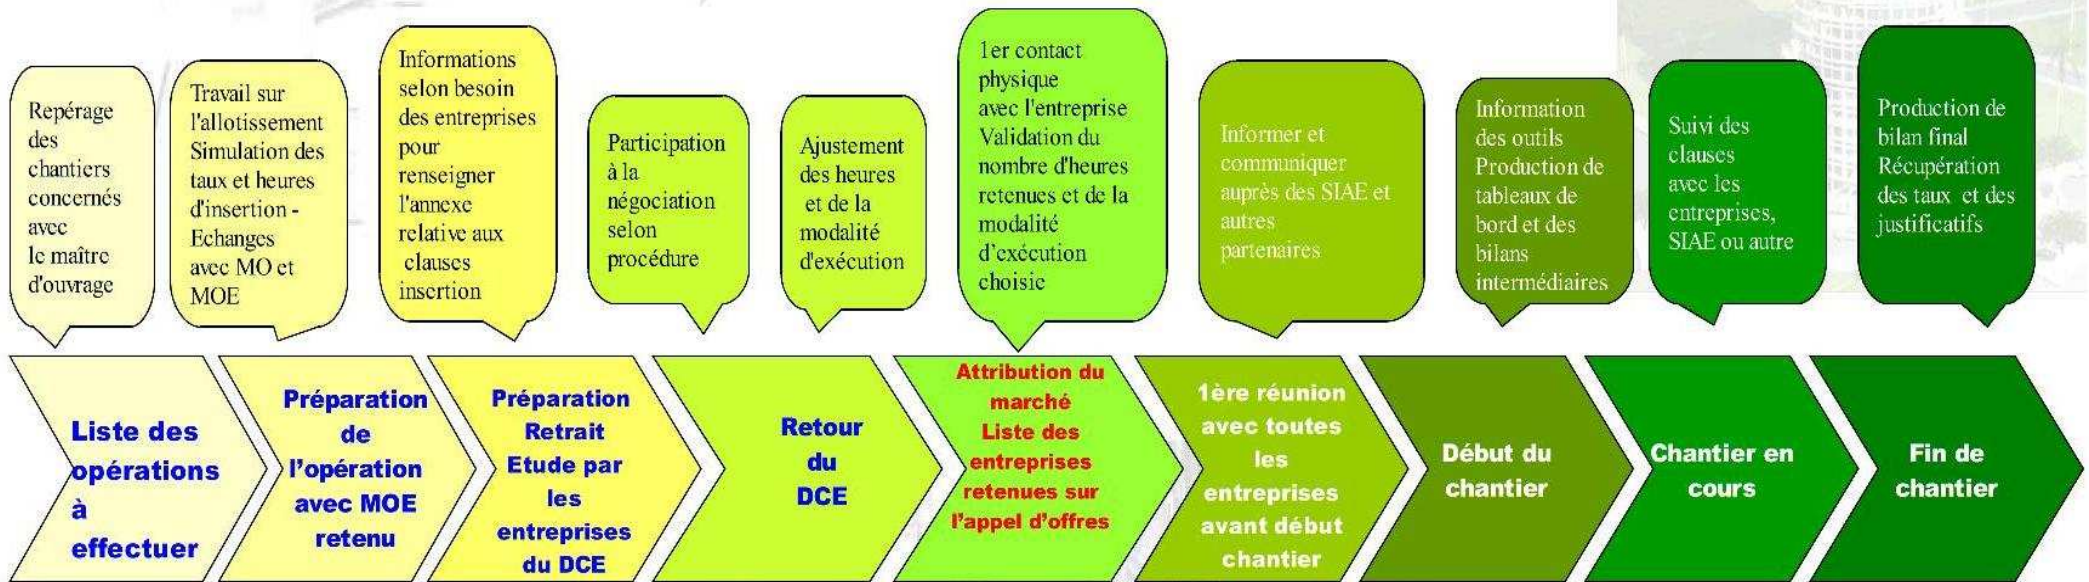 Repérage
des
chantiers
concernés
avec
le maître
d'ouvrage
Travail sur
l'allotissement
Simulation des
taux et heures
d'insertion -
Echanges
avec MO et
MOE
Informations
selon besoin
des entreprises
pour
renseigner
l'annexe
relative aux
clauses
insertion
Participation
à la
négociation
selon
procédure
Ajustement
des heures
et de la
modalité
d'exécution
1er contact
physique
avec l'entreprise
Validation du
nombre d'heures
retenues et de la
modalité
d’exécution
choisie
Informer et
communiquer
auprès des SIAE et
autres
partenaires
Information
des outils
Production de
tableaux de
bord et des
bilans
intermédiaires
Suivi des
clauses
avec les
entreprises,
SIAE ou autre
Production de
bilan final
Récupération
des taux et des
justificatifs
Liste des
opérations
à
effectuer
Préparation
de
l’opération
avec MOE
retenu
Préparation
Retrait
Etude par
les
entreprises
du DCE
Retour
du
DCE
Attribution du
marché
Liste des
entreprises
retenues sur
l’appel d’offres
1ère réunion
avec toutes
les
entreprises
avant début
chantier
Début du
chantier
Chantier en
cours
Fin de
chantier